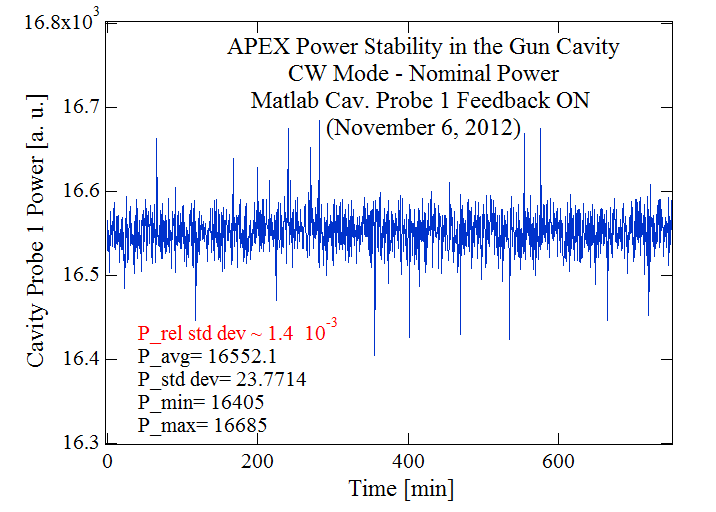 16.8x10³
APEX Power Stability in the Gun Cavity
CW Mode - Nominal Power
Matlab Cav. Probe 1 Feedback ON
(November 6, 2012)
16.7
16.6
16.5
16.4
16.3
Cavity Probe 1 Power [a. u.]
P_rel std dev ~ 1.4 10⁻³
P_avg= 16552.1
P_std dev= 23.7714
P_min= 16405
P_max= 16685
0 200 400 600
Time [min]